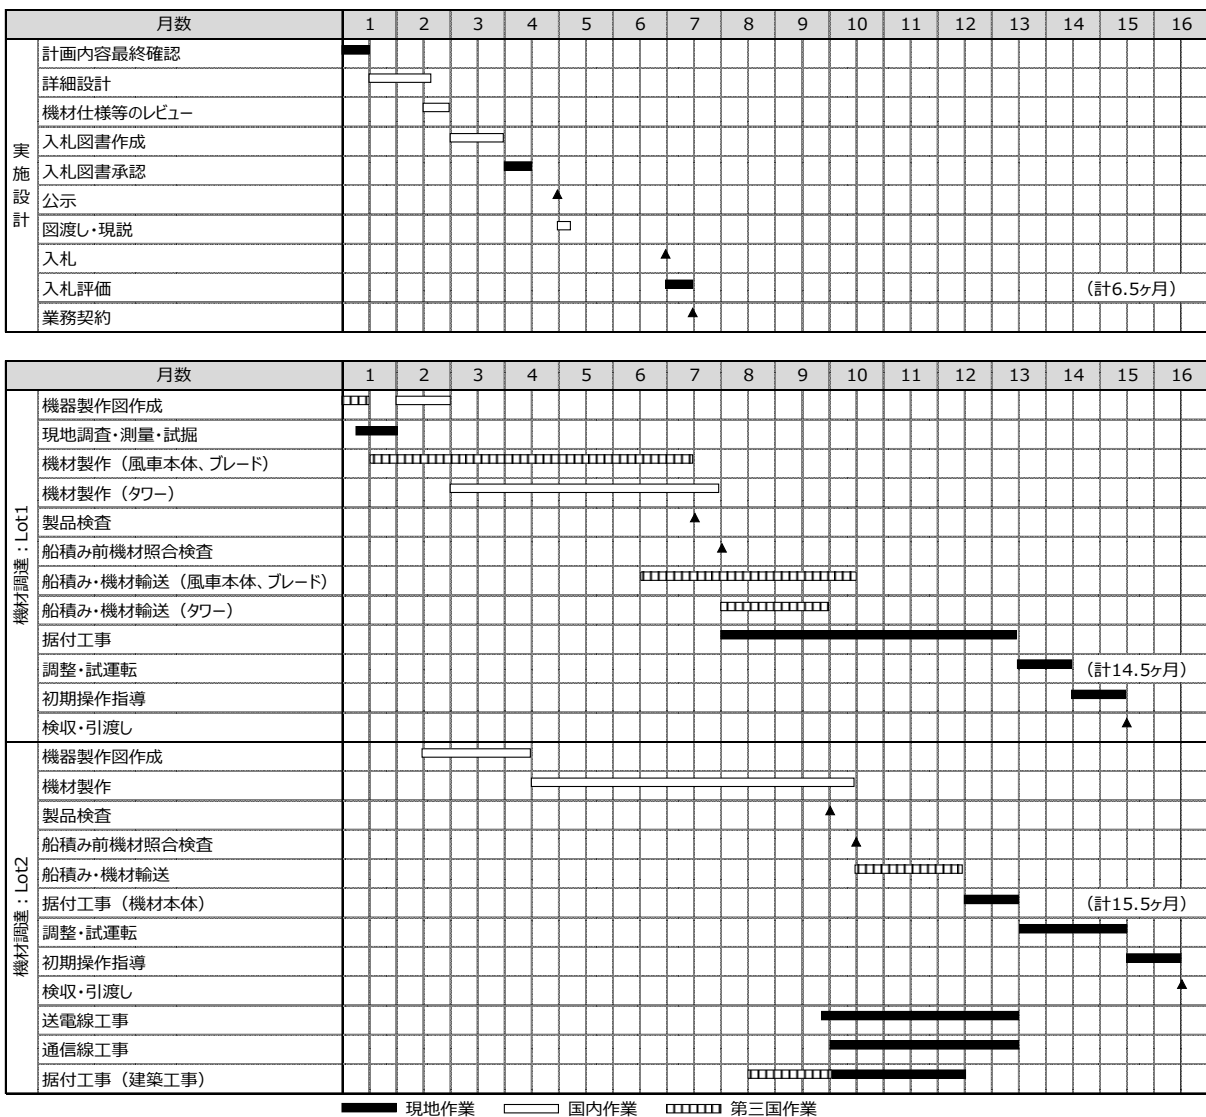 月数 1 2 3 4 5 6 7 8 9 10 11 12 13 14 15 16
実施設計
計画内容最終確認
詳細設計
機材仕様等のレビュー
入札図書作成
入札図書承認
公示
図渡し・現説
入札
入札評価 (計6.5ヶ月)
業務契約
月数 1 2 3 4 5 6 7 8 9 10 11 12 13 14 15 16
機材調達：Lot1
機器製作図作成
現地調査・測量・試掘
機材製作（風車本体、ブレード）
機材製作（タワー）
製品検査
船積み前機材照合検査
船積み・機材輸送（風車本体、ブレード）
船積み・機材輸送（タワー）
据付工事
調整・試運転 (計14.5ヶ月)
初期操作指導
検収・引渡し
機材調達：Lot2
機器製作図作成
機材製作
製品検査
船積み前機材照合検査
船積み・機材輸送
据付工事（機材本体） (計15.5ヶ月)
調整・試運転
初期操作指導
検収・引渡し
送電線工事
通信線工事
据付工事（建築工事）
現地作業 国内作業 第三国作業